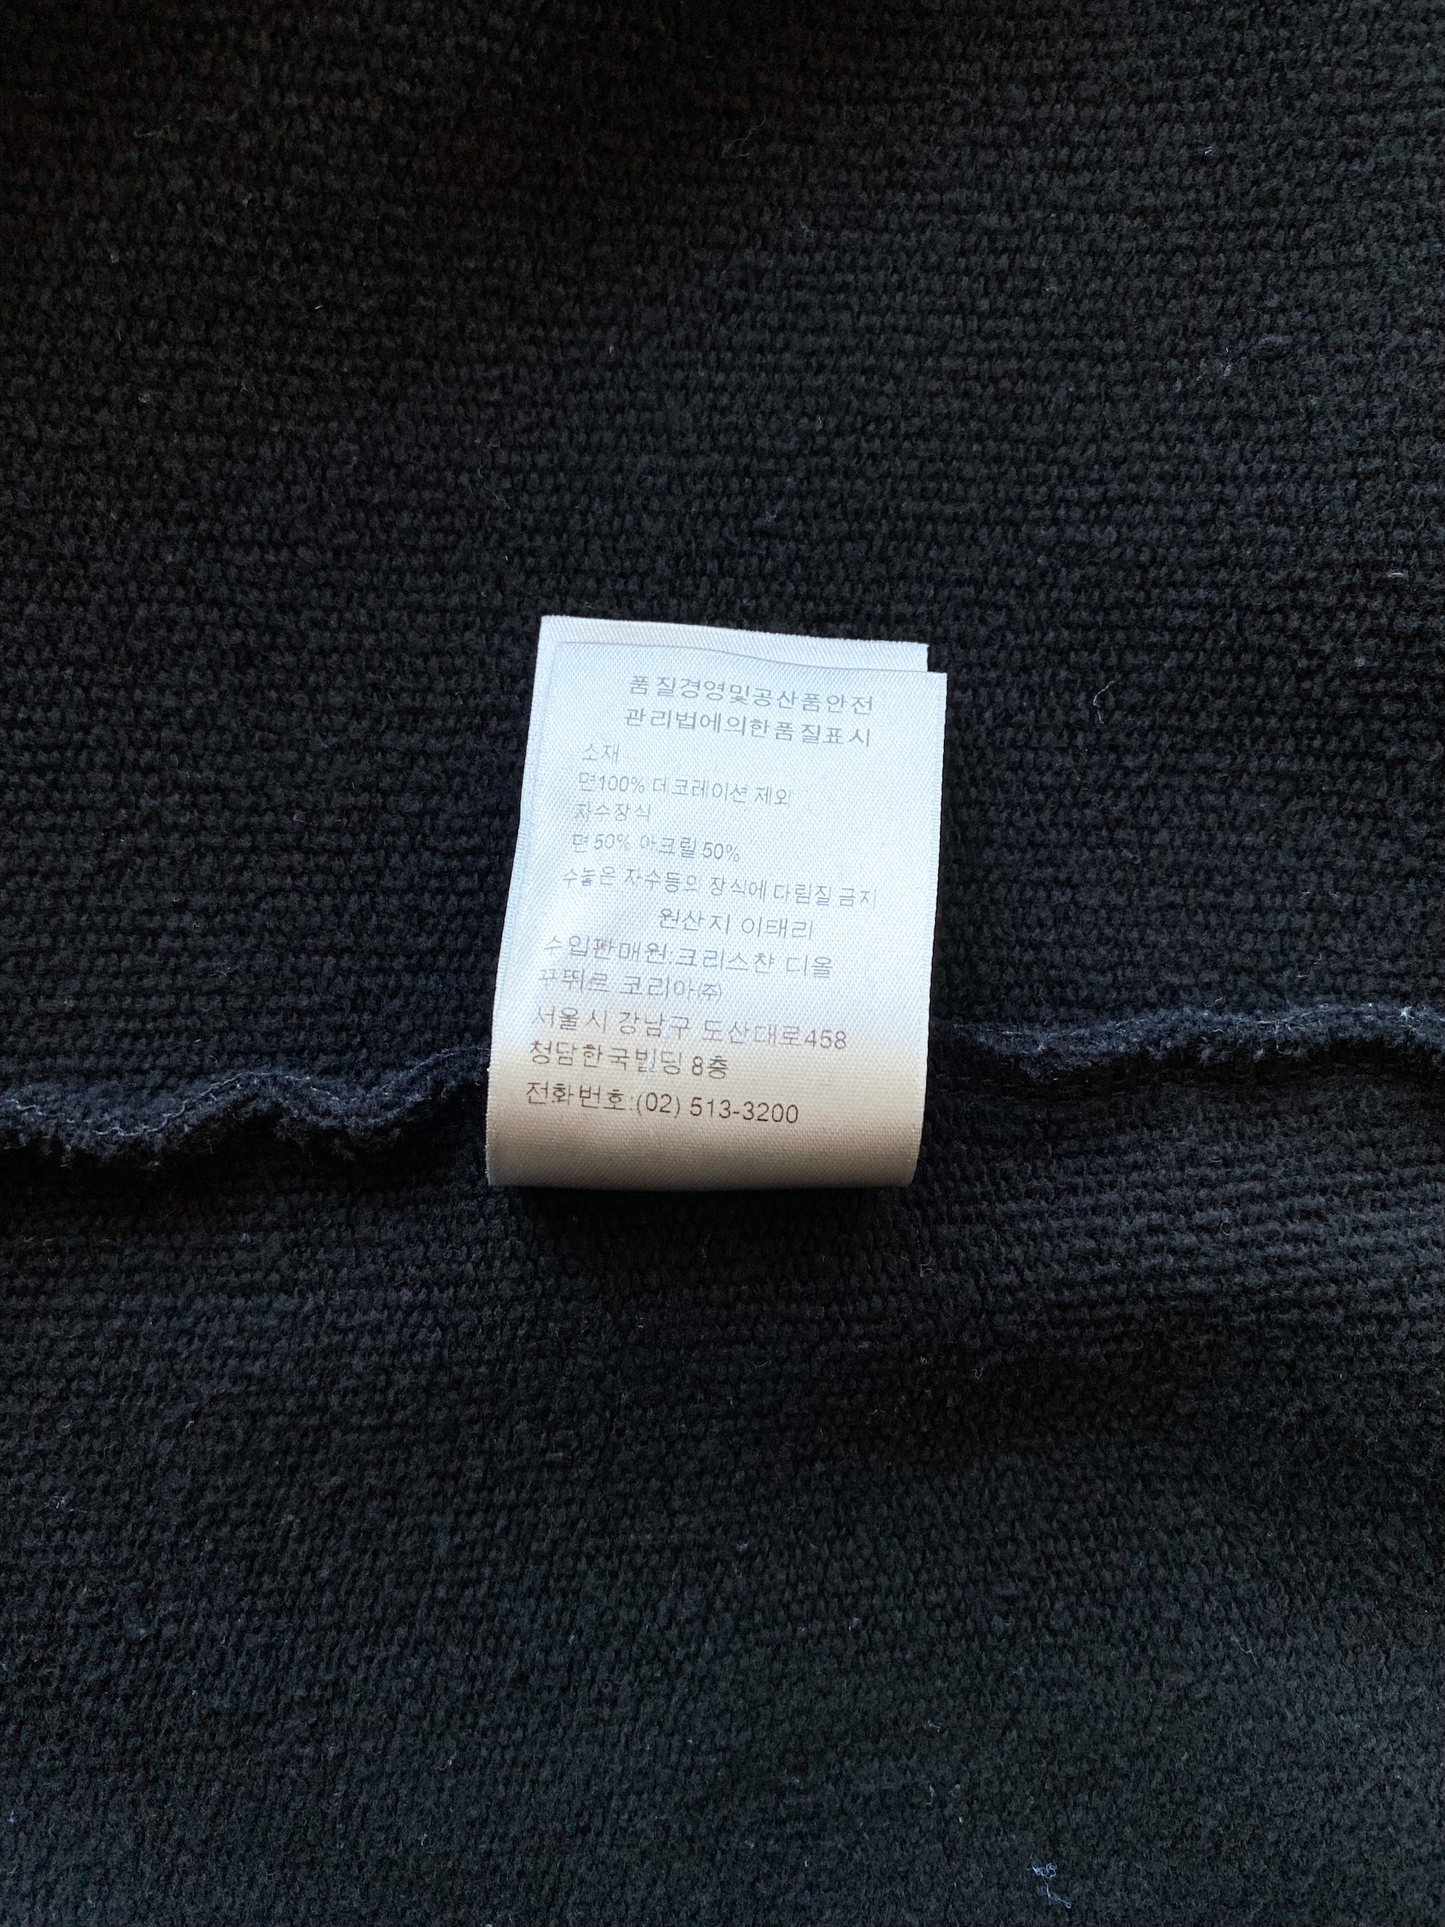 품질경영및공산품안전
관리법에의한품질표시
소재
면100% 데코레이션 제외
자수장식
면 50% 아크릴 50%
수놓은 자수등의 장식에 다림질 금지
원산지 이태리
수입판매원:크리스챤 디올
꾸뛰르 코리아㈜
서울시 강남구 도산대로458
청담한국빌딩 8층
전화번호:(02) 513-3200